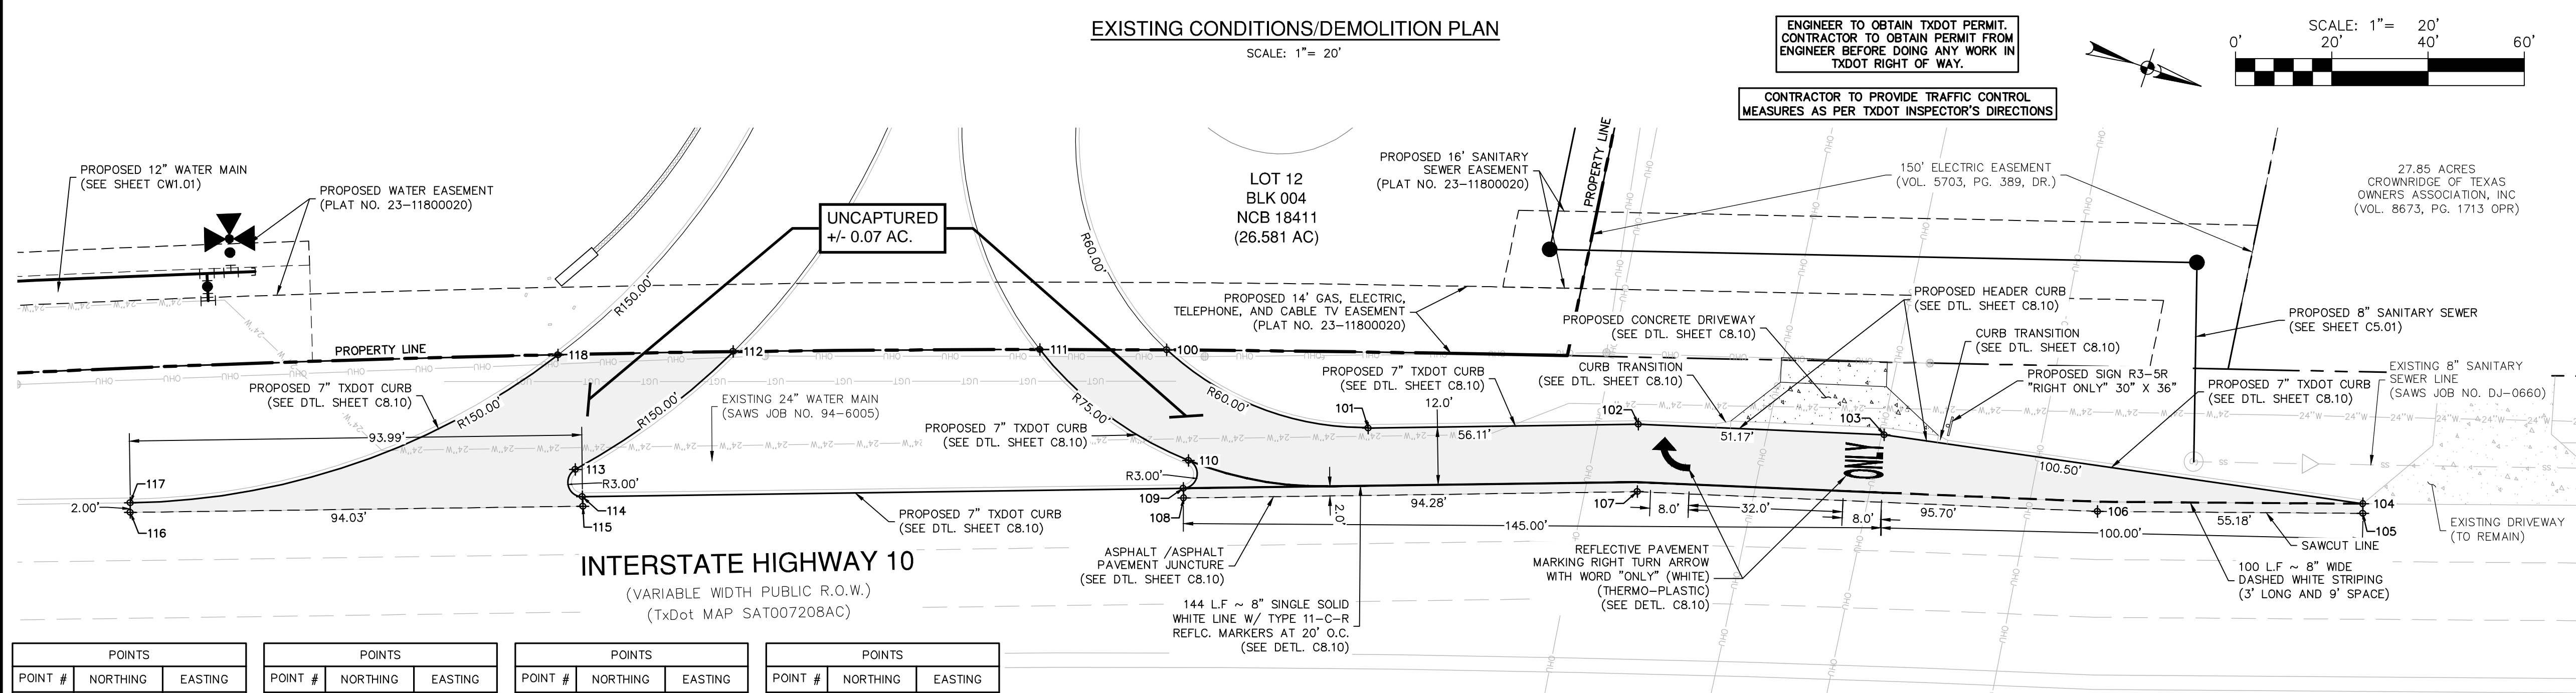 EXISTING CONDITIONS/DEMOLITION PLAN
SCALE: 1"= 20'
ENGINEER TO OBTAIN TXDOT PERMIT.
CONTRACTOR TO OBTAIN PERMIT FROM
ENGINEER BEFORE DOING ANY WORK IN
TXDOT RIGHT OF WAY.
CONTRACTOR TO PROVIDE TRAFFIC CONTROL
MEASURES AS PER TXDOT INSPECTOR'S DIRECTIONS
SCALE: 1"= 20'
0' 20' 40' 60'
PROPOSED 12" WATER MAIN
(SEE SHEET CW1.01)
PROPOSED WATER EASEMENT
(PLAT NO. 23-11800020)
UNCAPTURED
+/- 0.07 AC.
LOT 12
BLK 004
NCB 18411
(26.581 AC)
PROPOSED 16' SANITARY
SEWER EASEMENT
(PLAT NO. 23-11800020)
PROPERTY LINE
150' ELECTRIC EASEMENT
(VOL. 5703, PG. 389, DR.)
27.85 ACRES
CROWNRIDGE OF TEXAS
OWNERS ASSOCIATION, INC
(VOL. 8673, PG. 1713 OPR)
R150.00'
R60.00'
PROPOSED 14' GAS, ELECTRIC,
TELEPHONE, AND CABLE TV EASEMENT
(PLAT NO. 23-11800020)
PROPOSED HEADER CURB
(SEE DTL. SHEET C8.10)
PROPOSED CONCRETE DRIVEWAY
(SEE DTL. SHEET C8.10)
CURB TRANSITION
(SEE DTL. SHEET C8.10)
PROPOSED 8" SANITARY SEWER
(SEE SHEET C5.01)
PROPERTY LINE
118
112
111
100
PROPOSED 7" TXDOT CURB
(SEE DTL. SHEET C8.10)
R150.00'
R150.00'
EXISTING 24" WATER MAIN
(SAWS JOB NO. 94-6005)
R75.00'
R60.00'
PROPOSED 7" TXDOT CURB
(SEE DTL. SHEET C8.10)
CURB TRANSITION
(SEE DTL. SHEET C8.10)
PROPOSED SIGN R3-5R
"RIGHT ONLY" 30" X 36"
PROPOSED 7" TXDOT CURB
(SEE DTL. SHEET C8.10)
EXISTING 8" SANITARY
SEWER LINE
(SAWS JOB NO. DJ-0660)
93.99'
PROPOSED 7" TXDOT CURB
(SEE DTL. SHEET C8.10)
101
12.0'
56.11'
102
51.17'
103
ONLY
100.50'
SS
SS
113
R3.00'
114
115
110
R3.00'
109
108
117
2.00'
116
94.03'
PROPOSED 7" TXDOT CURB
(SEE DTL. SHEET C8.10)
2.0'
94.28'
107
8.0'
32.0'
8.0'
95.70'
106
55.18'
104
105
145.00'
100.00'
SAWCUT LINE
EXISTING DRIVEWAY
(TO REMAIN)
INTERSTATE HIGHWAY 10
(VARIABLE WIDTH PUBLIC R.O.W.)
(TxDot MAP SAT007208AC)
ASPHALT /ASPHALT
PAVEMENT JUNCTURE
(SEE DTL. SHEET C8.10)
144 L.F ~ 8" SINGLE SOLID
WHITE LINE W/ TYPE 11-C-R
REFLC. MARKERS AT 20' O.C.
(SEE DETL. C8.10)
REFLECTIVE PAVEMENT
MARKING RIGHT TURN ARROW
WITH WORD "ONLY" (WHITE)
(THERMO-PLASTIC)
(SEE DETL. C8.10)
100 L.F ~ 8" WIDE
DASHED WHITE STRIPING
(3' LONG AND 9' SPACE)
POINTS POINTS POINTS POINTS
POINT # NORTHING EASTING POINT # NORTHING EASTING POINT # NORTHING EASTING POINT # NORTHING EASTING